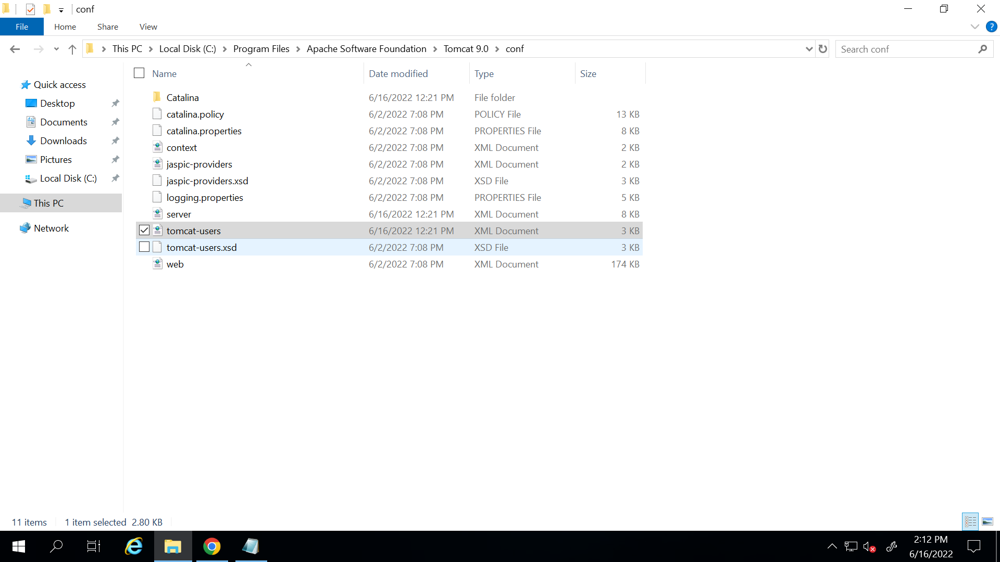 conf
File Home Share View
This PC Local Disk (C:) Program Files Apache Software Foundation Tomcat 9.0 conf Search conf
Name Date modified Type Size
Quick access
Desktop
Documents
Downloads
Pictures
Local Disk (C:)
This PC
Network
Catalina 6/16/2022 12:21 PM File folder
catalina.policy 6/2/2022 7:08 PM POLICY File 13 KB
catalina.properties 6/2/2022 7:08 PM PROPERTIES File 8 KB
context 6/2/2022 7:08 PM XML Document 2 KB
jaspic-providers 6/2/2022 7:08 PM XML Document 2 KB
jaspic-providers.xsd 6/2/2022 7:08 PM XSD File 3 KB
logging.properties 6/2/2022 7:08 PM PROPERTIES File 5 KB
server 6/16/2022 12:21 PM XML Document 8 KB
tomcat-users 6/16/2022 12:21 PM XML Document 3 KB
tomcat-users.xsd 6/2/2022 7:08 PM XSD File 3 KB
web 6/2/2022 7:08 PM XML Document 174 KB
11 items 1 item selected 2.80 KB
2:12 PM
6/16/2022